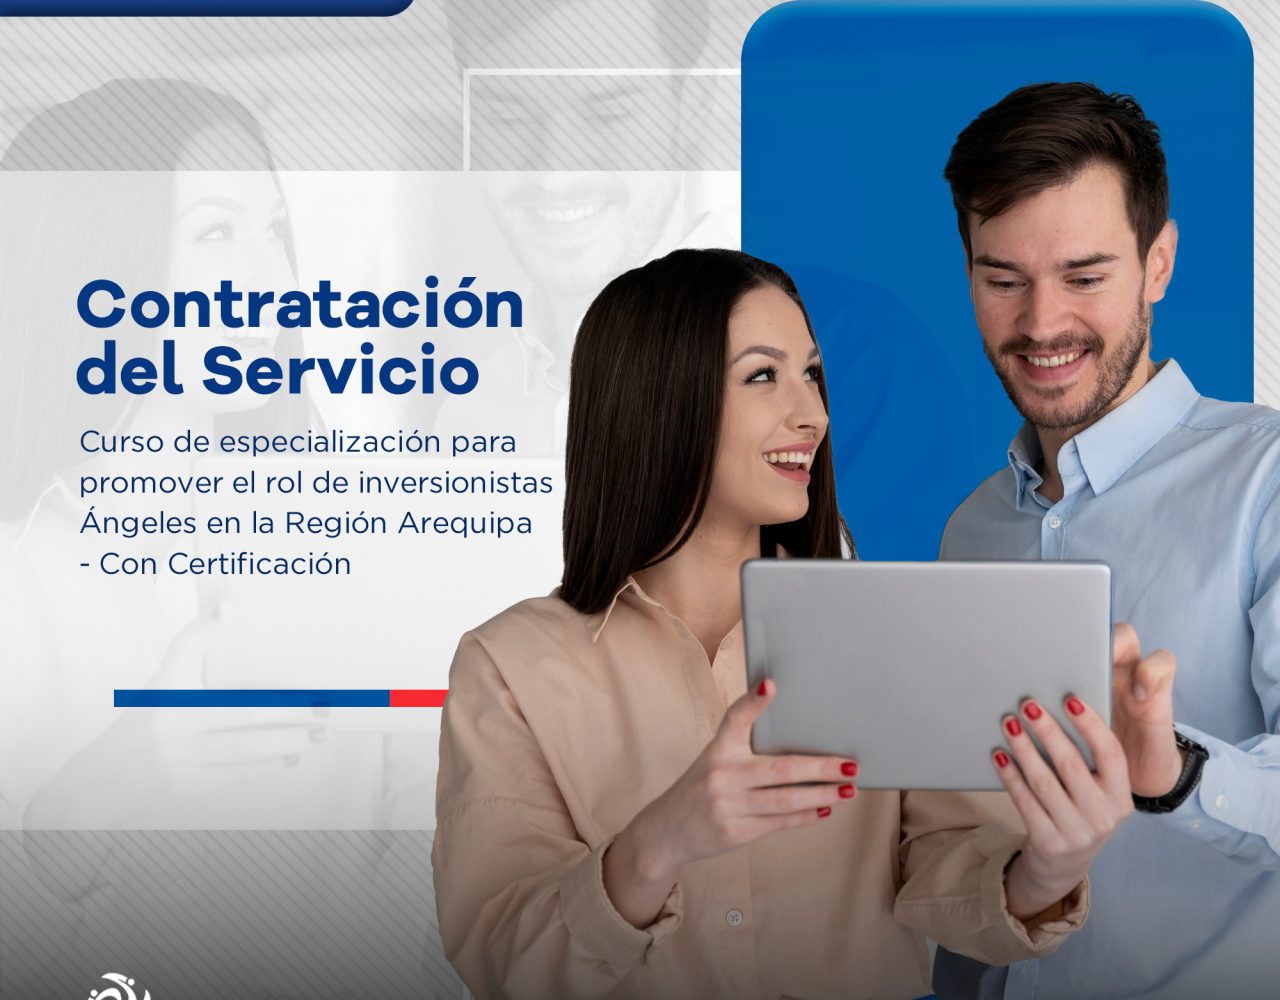 Contratación
del Servicio
Curso de especialización para
promover el rol de inversionistas
Ángeles en la Región Arequipa
- Con Certificación